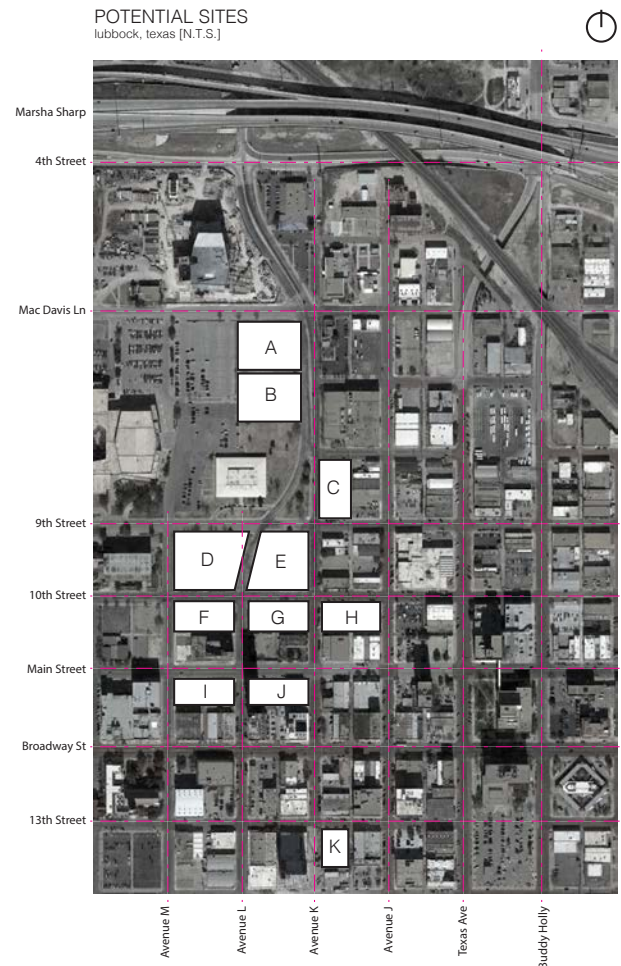 POTENTIAL SITES
lubbock, texas [N.T.S.]
Marsha Sharp
4th Street
Mac Davis Ln
A
B
C
9th Street
D
E
10th Street
F
G
H
Main Street
I
J
Broadway St
13th Street
K
Avenue M
Avenue L
Avenue K
Avenue J
Texas Ave
Buddy Holly